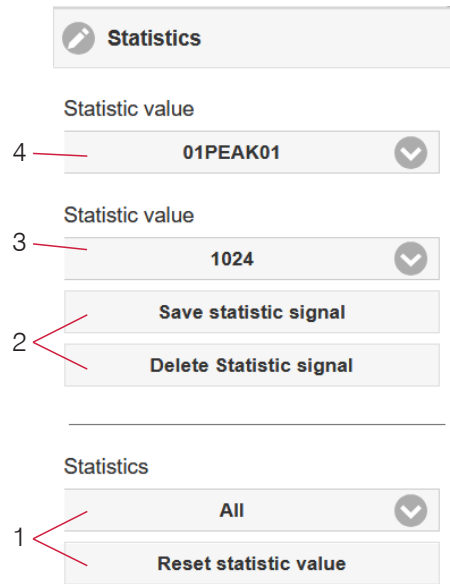 Statistics
Statistic value
4 01PEAK01
Statistic value
3 1024
Save statistic signal
2
Delete Statistic signal
Statistics
All
1
Reset statistic value